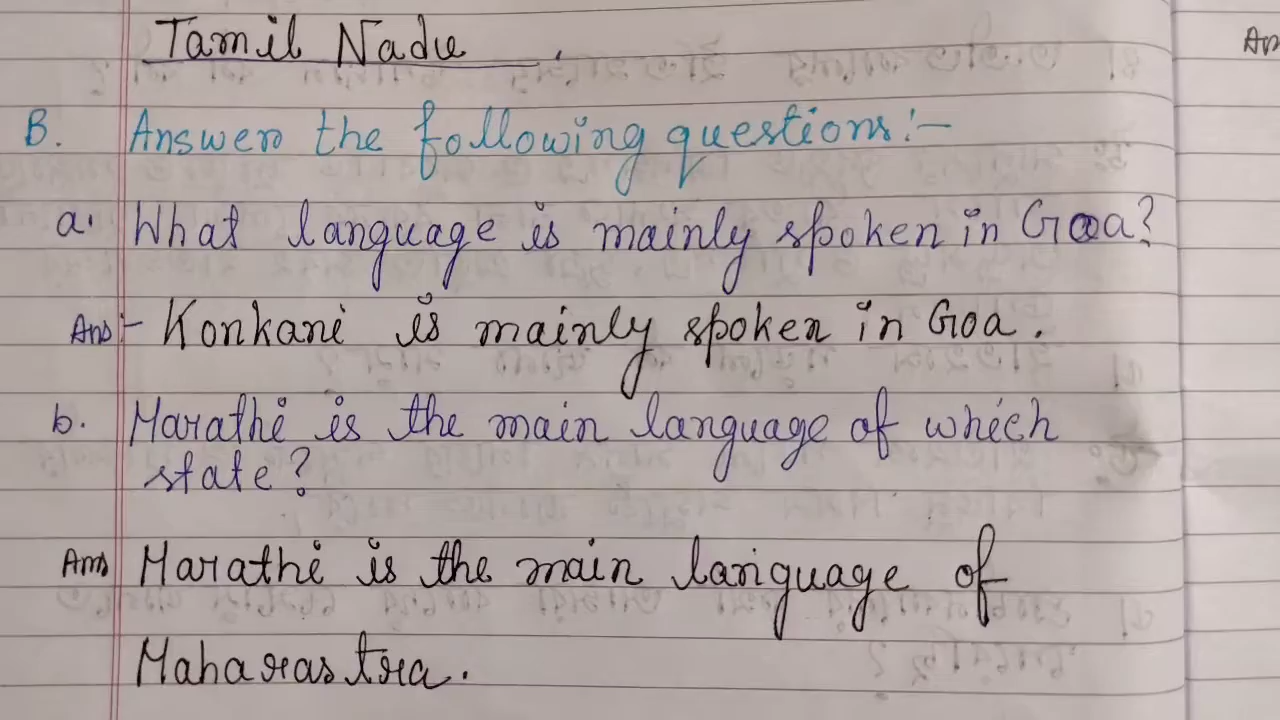 Tamil Nadu .
B. Answer the following questions:-
a. What language is mainly spoken in Goa?
Ans:- Konkani is mainly spoken in Goa.
b. Marathi is the main language of which
state?
Ans Marathi is the main language of
Maharastra.